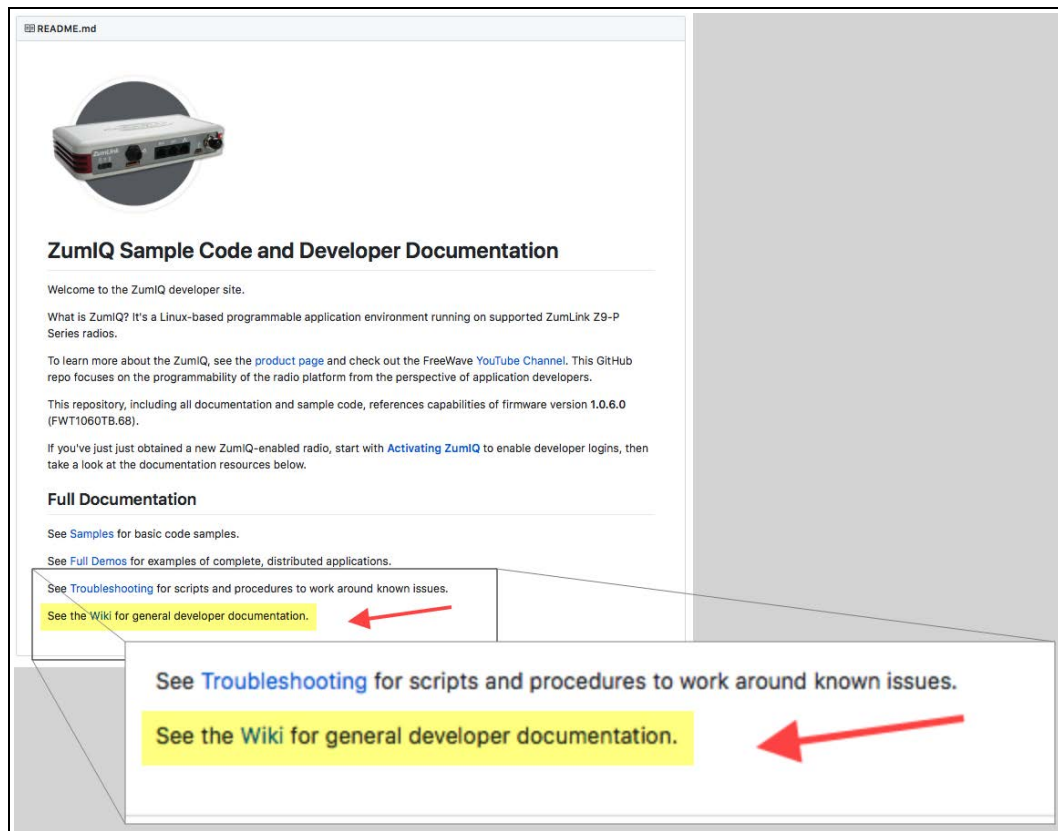 README.md
ZumLink
ZumIQ Sample Code and Developer Documentation
Welcome to the ZumIQ developer site.
What is ZumIQ? It's a Linux-based programmable application environment running on supported ZumLink Z9-P
Series radios.
To learn more about the ZumIQ, see the product page and check out the FreeWave YouTube Channel. This GitHub
repo focuses on the programmability of the radio platform from the perspective of application developers.
This repository, including all documentation and sample code, references capabilities of firmware version 1.0.6.0
(FWT1060TB.68).
If you've just just obtained a new ZumIQ-enabled radio, start with Activating ZumIQ to enable developer logins, then
take a look at the documentation resources below.
Full Documentation
See Samples for basic code samples.
See Full Demos for examples of complete, distributed applications.
See Troubleshooting for scripts and procedures to work around known issues.
See the Wiki for general developer documentation.
See Troubleshooting for scripts and procedures to work around known issues.
See the Wiki for general developer documentation.